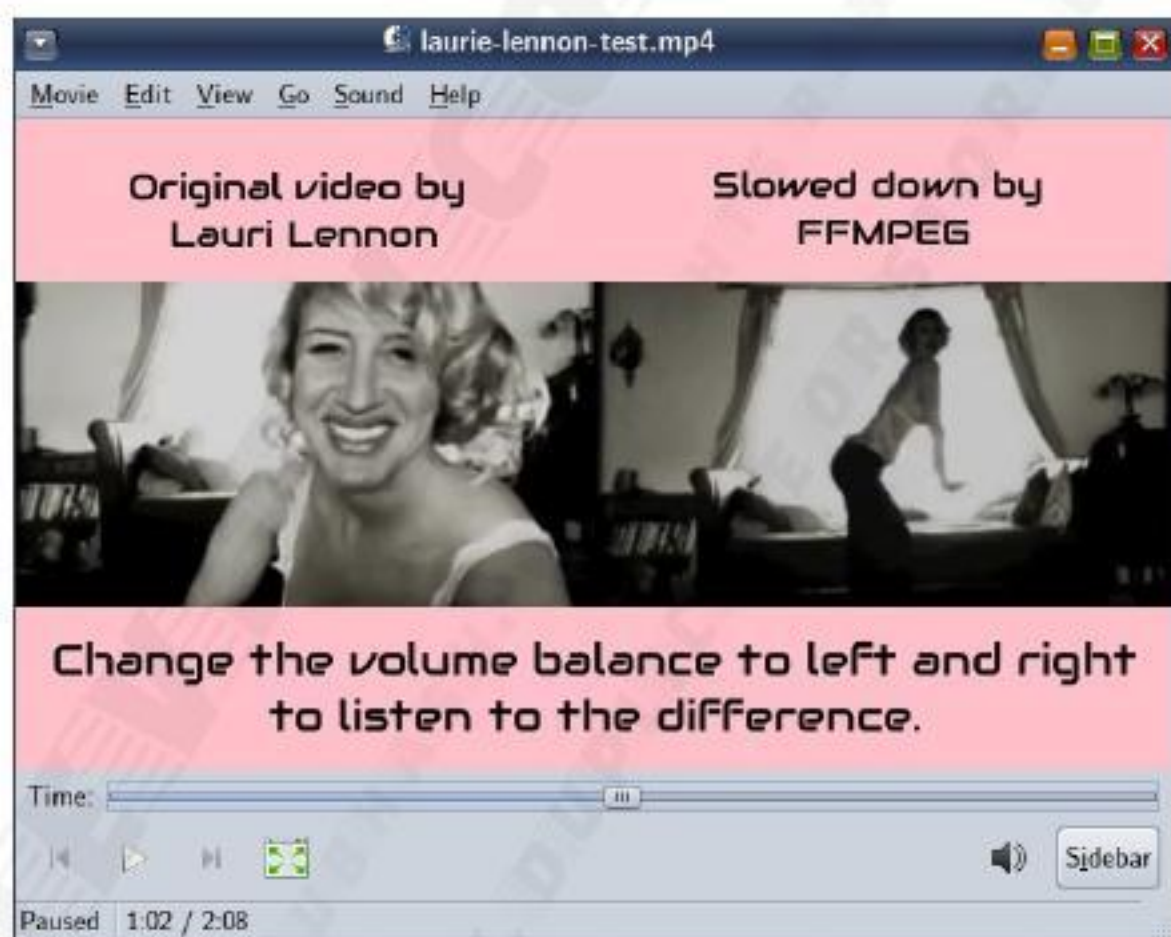 laurie-lennon-test.mp4
Movie Edit View Go Sound Help
Original video by
Lauri Lennon
Slowed down by
FFMPEG
Change the volume balance to left and right
to listen to the difference.
Time:
Sidebar
Paused 1:02 / 2:08